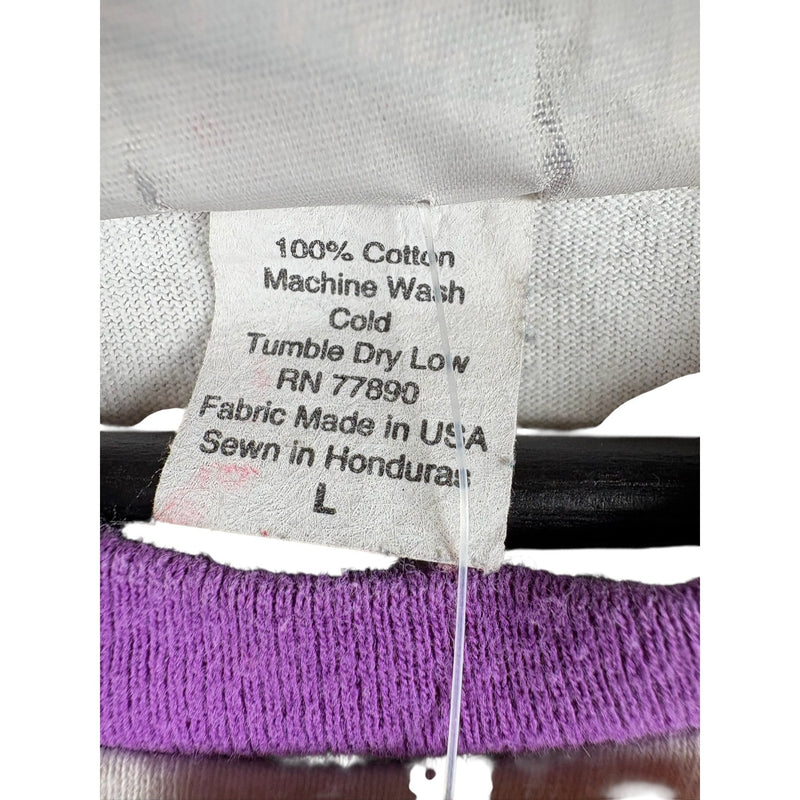 100% Cotton
Machine Wash
Cold
Tumble Dry Low
RN 77890
Fabric Made in USA
Sewn in Honduras
L